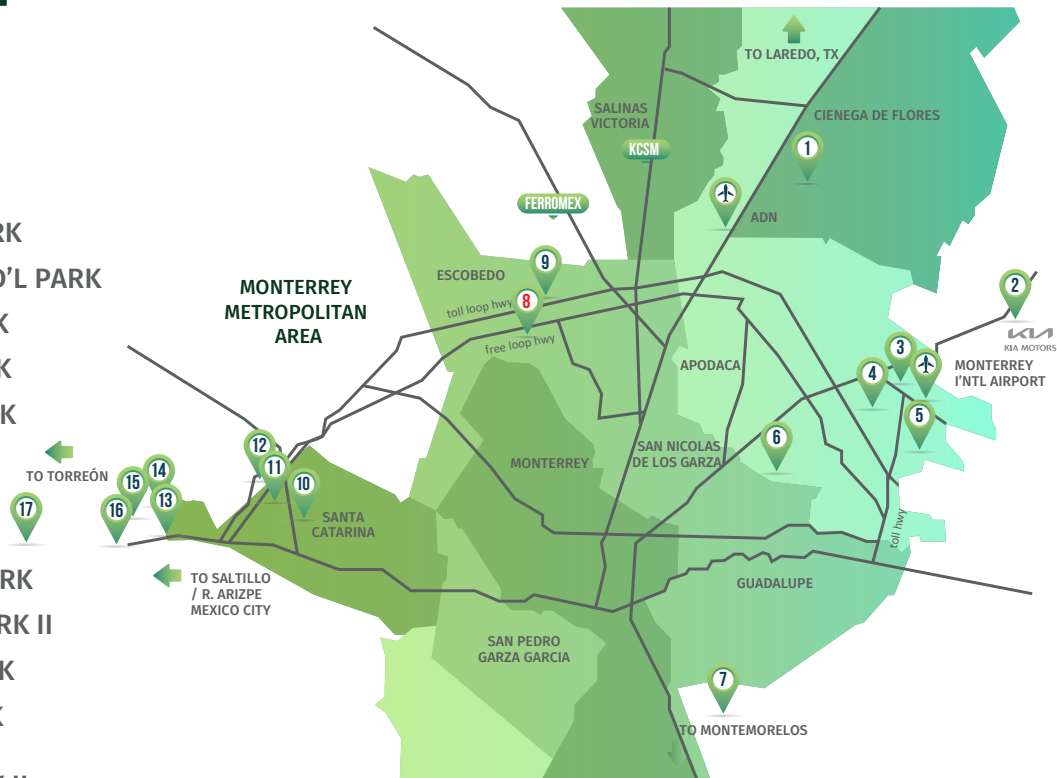 RK
D’L PARK
K
K
K
RK
RK II
K
K
TO LAREDO, TX
SALINAS
VICTORIA
CIENEGA DE FLORES
KCSM
1
FERROMEX
ADN
9
ESCOBEDO
MONTERREY
METROPOLITAN
AREA
8
toll loop hwy
free loop hwy
2
KIA
KIA MOTORS
3
4
MONTERREY
I’NTL AIRPORT
APODACA
5
6
SAN NICOLAS
DE LOS GARZA
MONTERREY
12
11
10
TO TORREÓN
14
15
13
16
17
SANTA
CATARINA
toll hwy
TO SALTILLO
/ R. ARIZPE
MEXICO CITY
GUADALUPE
SAN PEDRO
GARZA GARCIA
7
TO MONTEMORELOS